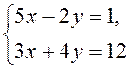 5x − 2y = 1,
3x + 4y = 12